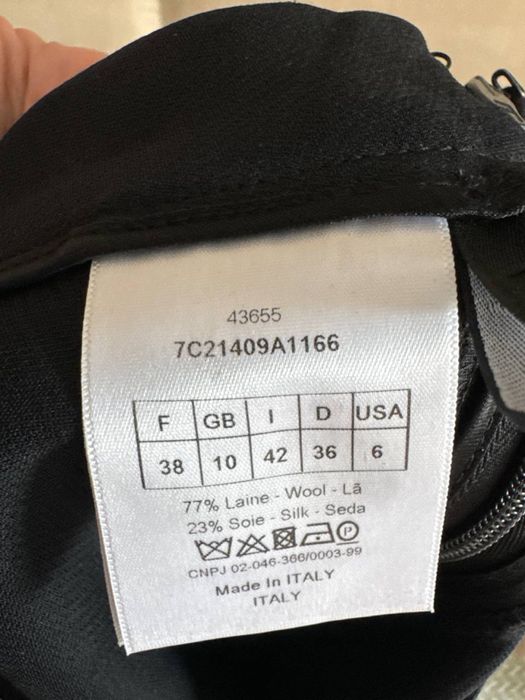 43655
7C21409A1166
F GB I D USA
38 10 42 36 6
77% Laine - Wool - Lã
23% Soie - Silk - Seda
P
CNPJ 02-046-366/0003-99
Made In ITALY
ITALY